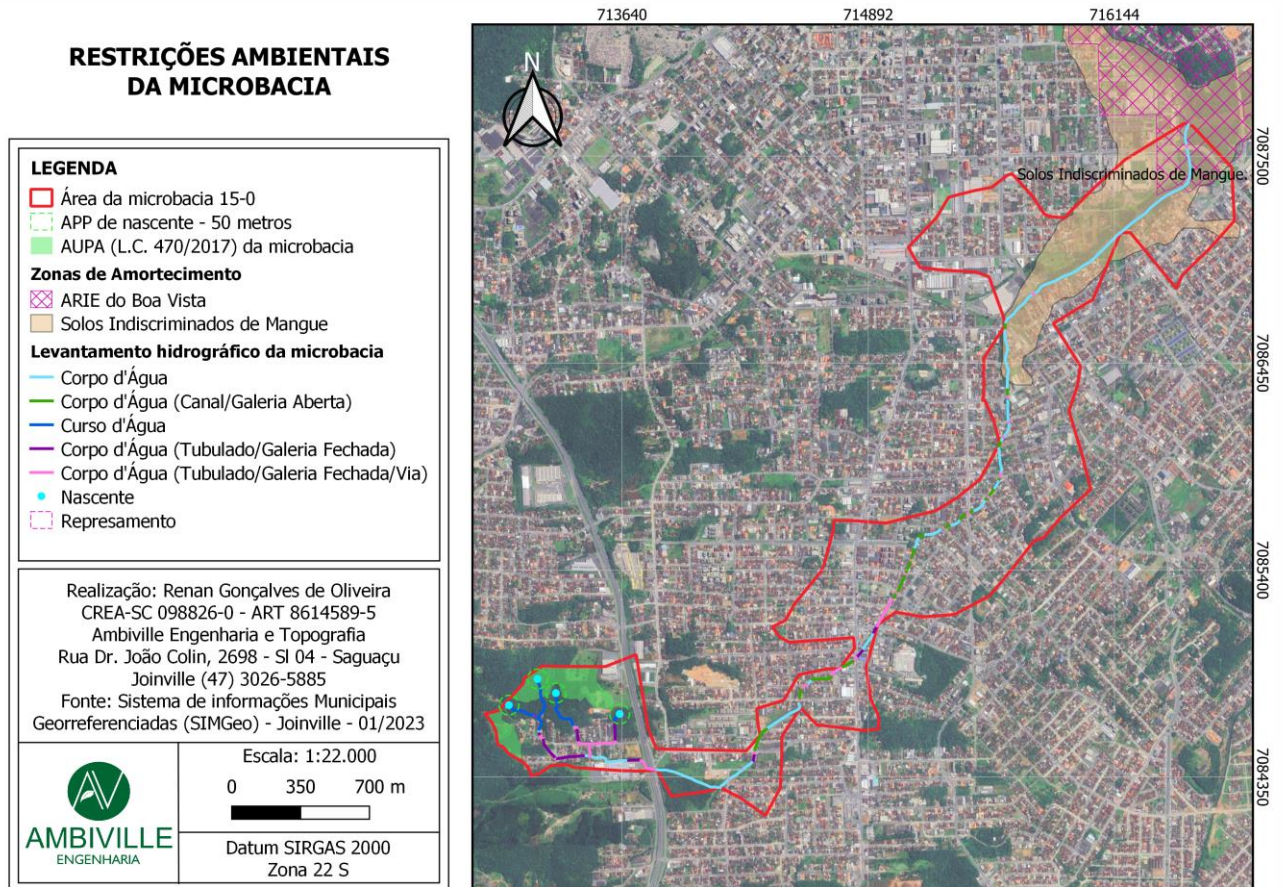 RESTRIÇÕES AMBIENTAIS
DA MICROBACIA
LEGENDA
Área da microbacia 15-0
APP de nascente - 50 metros
AUPA (L.C. 470/2017) da microbacia
Zonas de Amortecimento
ARIE do Boa Vista
Solos Indiscriminados de Mangue
Levantamento hidrográfico da microbacia
Corpo d'Água
Corpo d'Água (Canal/Galeria Aberta)
Curso d'Água
Corpo d'Água (Tubulado/Galeria Fechada)
Corpo d'Água (Tubulado/Galeria Fechada/Via)
Nascente
Represamento
Realização: Renan Gonçalves de Oliveira
CREA-SC 098826-0 - ART 8614589-5
Ambiville Engenharia e Topografia
Rua Dr. João Colin, 2698 - Sl 04 - Saguaçu
Joinville (47) 3026-5885
Fonte: Sistema de informações Municipais
Georreferenciadas (SIMGeo) - Joinville - 01/2023
AV
AMBIVILLE
ENGENHARIA
Escala: 1:22.000
0 350 700 m
Datum SIRGAS 2000
Zona 22 S
713640 714892 716144
N
Solos Indiscriminados de Mangue
7087500
7086450
7085400
7084350